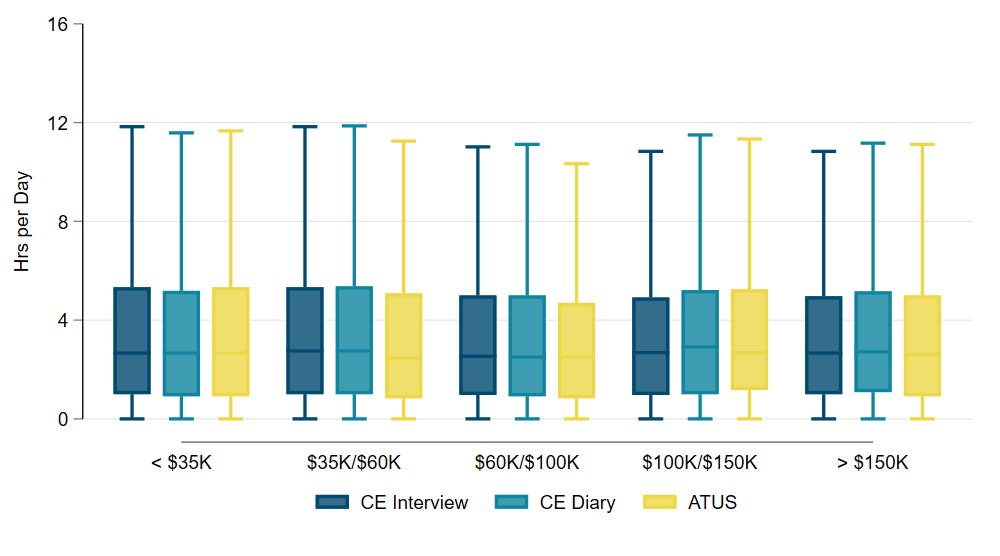 16
12
8
4
0
Hrs per Day
< $35K $35K/$60K $60K/$100K $100K/$150K > $150K
CE Interview CE Diary ATUS